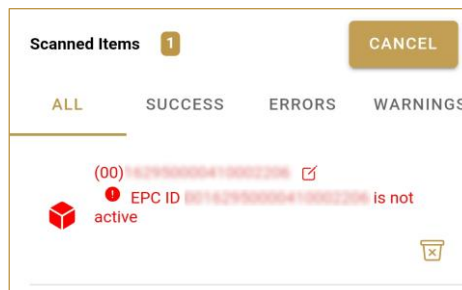 Scanned Items 1
CANCEL
ALL SUCCESS ERRORS WARNINGS
(00)
EPC ID is not
active